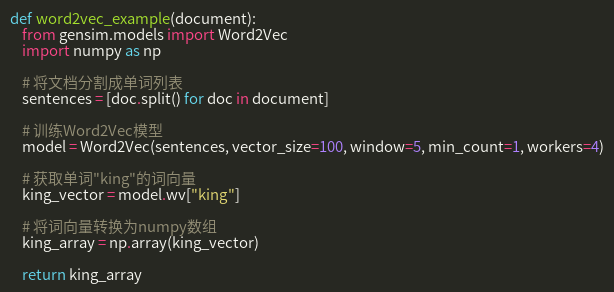 def word2vec_example(document):
from gensim.models import Word2Vec
import numpy as np
# 将文档分割成单词列表
sentences = [doc.split() for doc in document]
# 训练Word2Vec模型
model = Word2Vec(sentences, vector_size=100, window=5, min_count=1, workers=4)
# 获取单词"king"的词向量
king_vector = model.wv["king"]
# 将词向量转换为numpy数组
king_array = np.array(king_vector)
return king_array